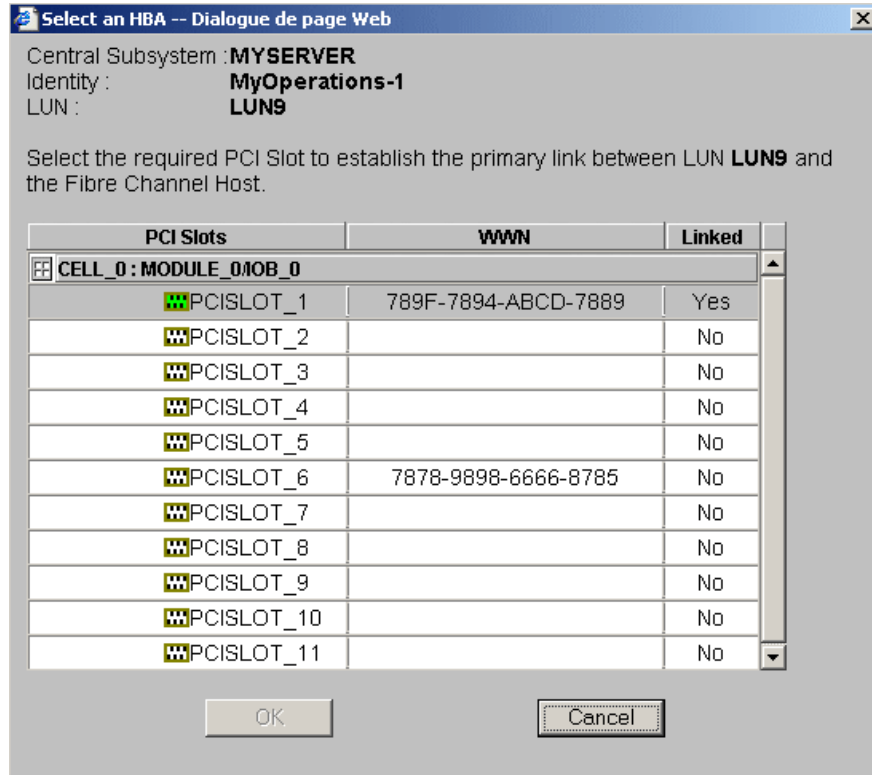 Select an HBA -- Dialogue de page Web
Central Subsystem : MYSERVER
Identity : MyOperations-1
LUN : LUN9
Select the required PCI Slot to establish the primary link between LUN LUN9 and
the Fibre Channel Host.
PCI Slots WWN Linked
CELL_0 : MODULE_0/IOB_0
PCISLOT_1 789F-7894-ABCD-7889 Yes
PCISLOT_2 No
PCISLOT_3 No
PCISLOT_4 No
PCISLOT_5 No
PCISLOT_6 7878-9898-6666-8785 No
PCISLOT_7 No
PCISLOT_8 No
PCISLOT_9 No
PCISLOT_10 No
PCISLOT_11 No
OK Cancel